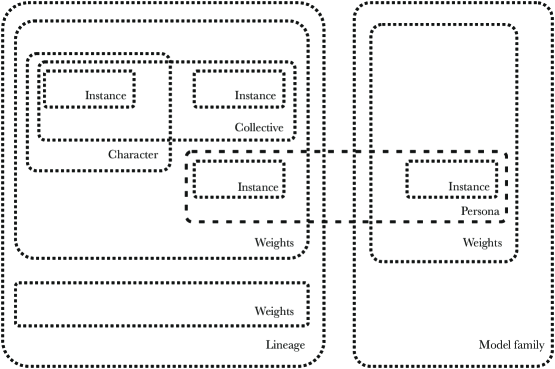 Instance
Instance
Collective
Character
Instance
Instance
Persona
Weights
Weights
Weights
Lineage
Model family